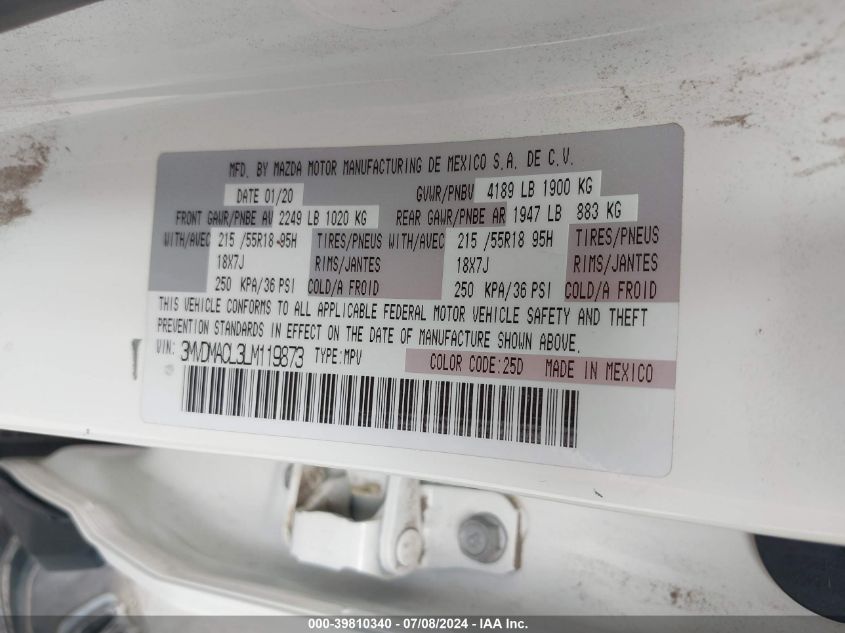 MFD. BY MAZDA MOTOR MANUFACTURING DE MEXICO S.A. DE C.V.
DATE 01/20 GVWR/PNBV 4189 LB 1900 KG
FRONT GAWR/PNBE AV 2249 LB 1020 KG REAR GAWR/PNBE AR 1947 LB 883 KG
WITH/AVEC 215 /55R18 95H TIRES/PNEUS WITH/AVEC 215 /55R18 95H TIRES/PNEUS
18X7J RIMS/JANTES 18X7J RIMS/JANTES
250 KPA/36 PSI COLD/A FROID 250 KPA/36 PSI COLD/A FROID
THIS VEHICLE CONFORMS TO ALL APPLICABLE FEDERAL MOTOR VEHICLE SAFETY AND THEFT
PREVENTION STANDARDS IN EFFECT ON THE DATE OF MANUFACTURE SHOWN ABOVE.
VIN: 3MVDMACL3LM119873 TYPE:MPV COLOR CODE:25D MADE IN MEXICO
000-39810340 - 07/08/2024 - IAA Inc.